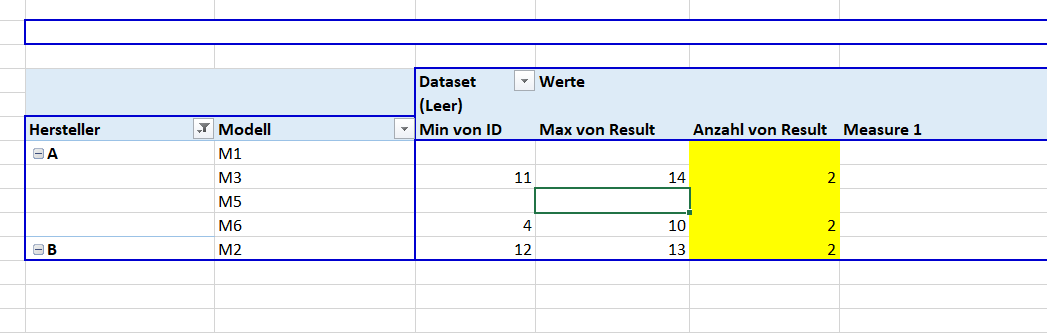 Dataset Werte
(Leer)
Hersteller Modell Min von ID Max von Result Anzahl von Result Measure 1
A M1
M3 11 14 2
M5
M6 4 10 2
B M2 12 13 2